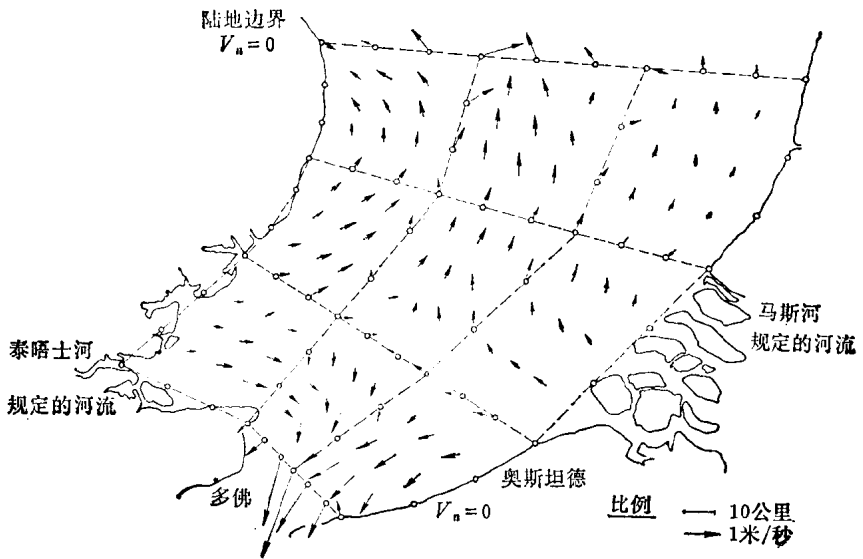 陆地边界
Vn=0
泰晤士河
规定的河流
马斯河
规定的河流
多佛
奥斯坦德
Vn=0
比例
10公里
1米/秒